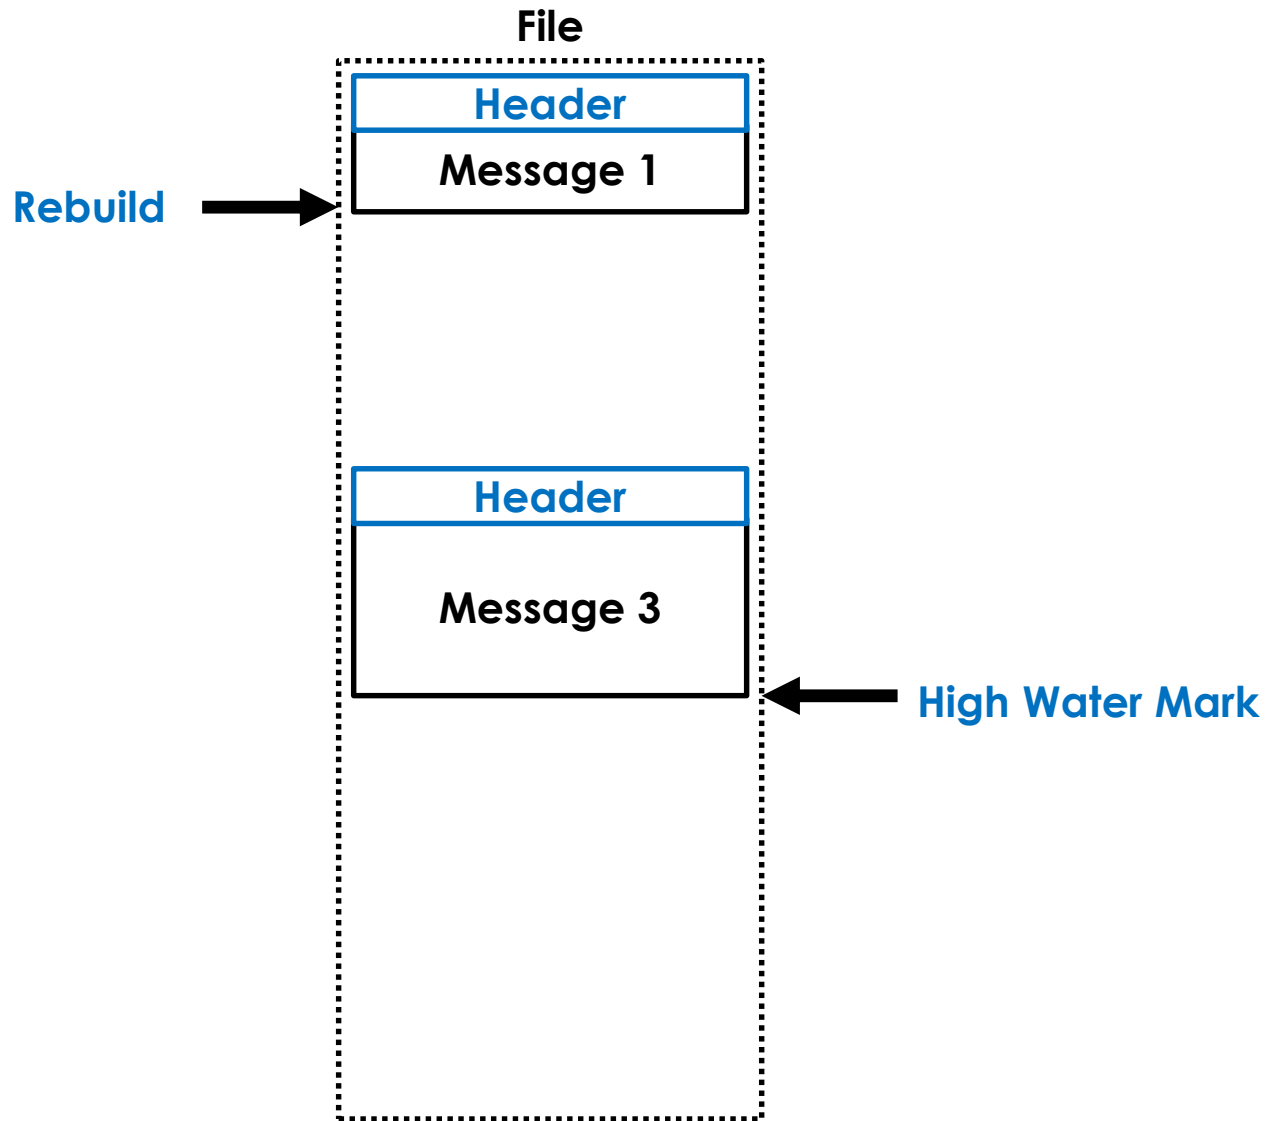 File
Header
Message 1
Rebuild
Header
Message 3
High Water Mark